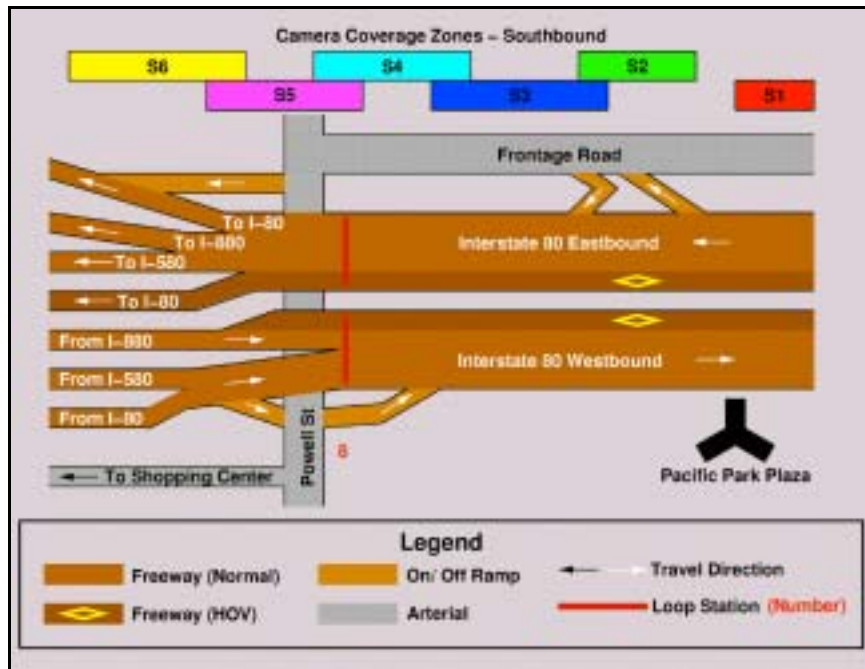 Camera Coverage Zones - Southbound
S6
S4
S2
S5
S3
S1
Frontage Road
To I-80
To I-880
Interstate 80 Eastbound
To I-580
To I-80
From I-880
Interstate 80 Westbound
From I-580
From I-80
Powell St
8
To Shopping Center
Pacific Park Plaza
Legend
Freeway (Normal)
On/ Off Ramp
Travel Direction
Freeway (HOV)
Arterial
Loop Station (Number)